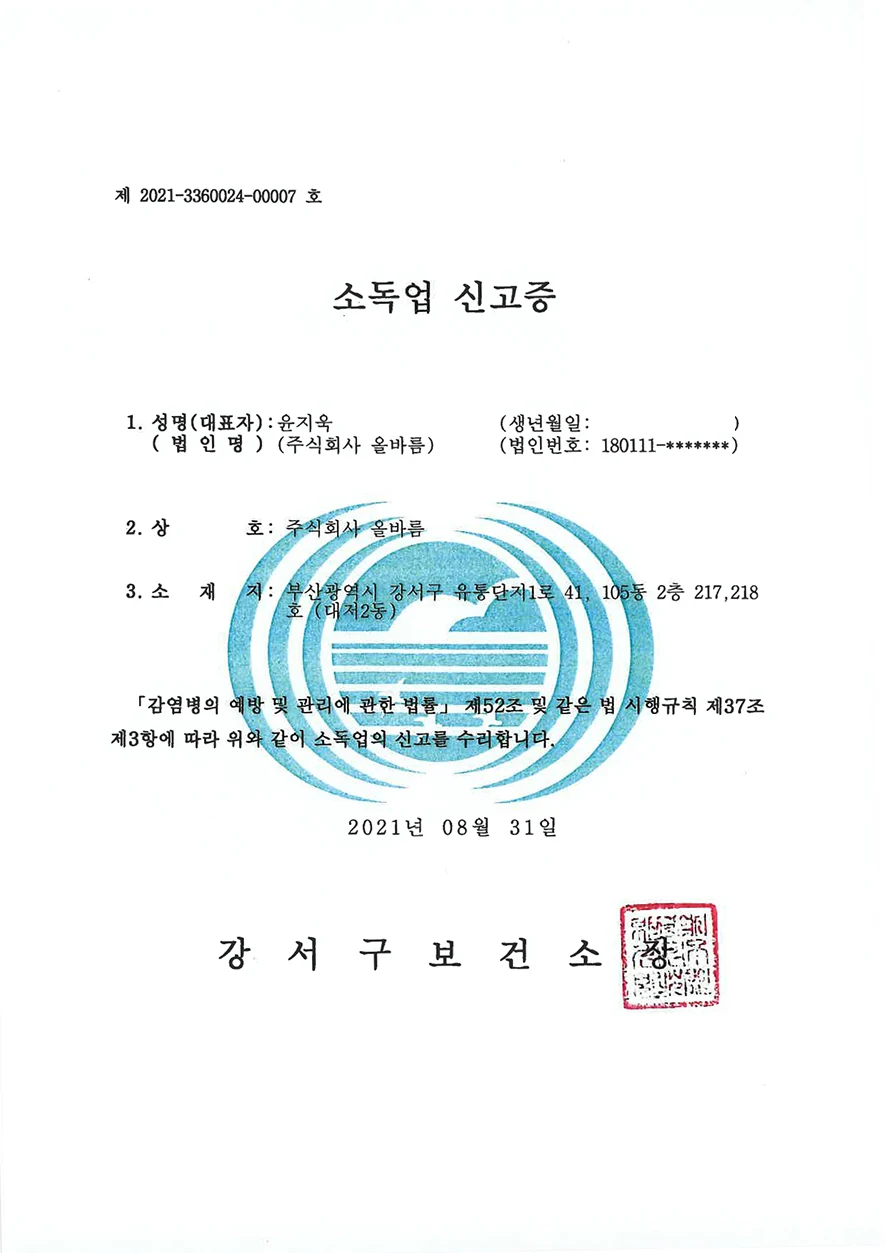 제 2021-3360024-00007 호
소독업 신고증
1. 성명(대표자): 윤지욱 (생년월일: )
( 법 인 명 ) (주식회사 올바름) (법인번호: 180111-*******)
2. 상 호: 주식회사 올바름
3. 소 재 지: 부산광역시 강서구 유통단지1로 41, 105동 2층 217,218
호 (대저2동)
「감염병의 예방 및 관리에 관한 법률」 제52조 및 같은 법 시행규칙 제37조
제3항에 따라 위와 같이 소독업의 신고를 수리합니다.
2021년 08월 31일
강 서 구 보 건 소 장